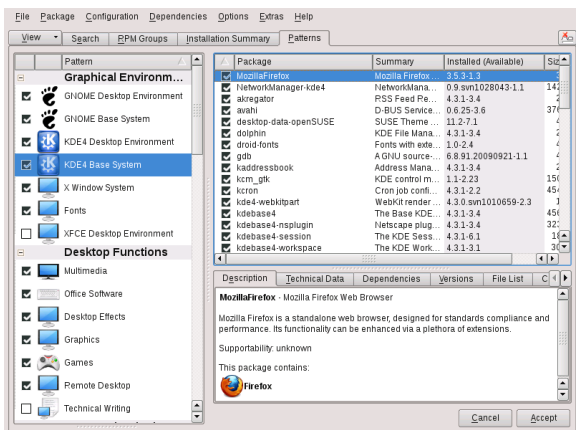 File Package Configuration Dependencies Options Extras Help
View Search RPM Groups Installation Summary Patterns
Pattern
Graphical Environm...
GNOME Desktop Environment
GNOME Base System
KDE4 Desktop Environment
KDE4 Base System
X Window System
Fonts
XFCE Desktop Environment
Desktop Functions
Multimedia
Office Software
Desktop Effects
Graphics
Games
Remote Desktop
Technical Writing
Package Summary Installed (Available) Size
MozillaFirefox Mozilla Firefox ... 3.5.3-1.3
NetworkManager-kde4 NetworkMana... 0.9.svn1028043-1.1
akregator RSS Feed Re... 4.3.1-3.4
avahi D-BUS Service... 0.6.25-3.6
desktop-data-openSUSE SUSE Theme ... 11.2-7.1
dolphin KDE File Mana... 4.3.1-3.4
droid-fonts Fonts with exte... 1.0-2.4
gdb A GNU source-... 6.8.91.20090921-1.1
kaddressbook Address Mana... 4.3.1-3.4
kcm_gtk KDE control m... 1.1-2.23
kcron Cron job confi... 4.3.1-2.2
kde4-webkitpart WebKit render ... 4.3.0.svn1010659-2.3
kdebase4 The Base KDE... 4.3.1-3.4
kdebase4-nsplugin Netscape plug... 4.3.1-3.4
kdebase4-session The KDE Sess... 4.3.1-6.1
kdebase4-workspace The KDE Work... 4.3.1-3.1
Description Technical Data Dependencies Versions File List C
MozillaFirefox - Mozilla Firefox Web Browser
Mozilla Firefox is a standalone web browser, designed for standards compliance and
performance. Its functionality can be enhanced via a plethora of extensions.
Supportability: unknown
This package contains:
Firefox
Cancel Accept